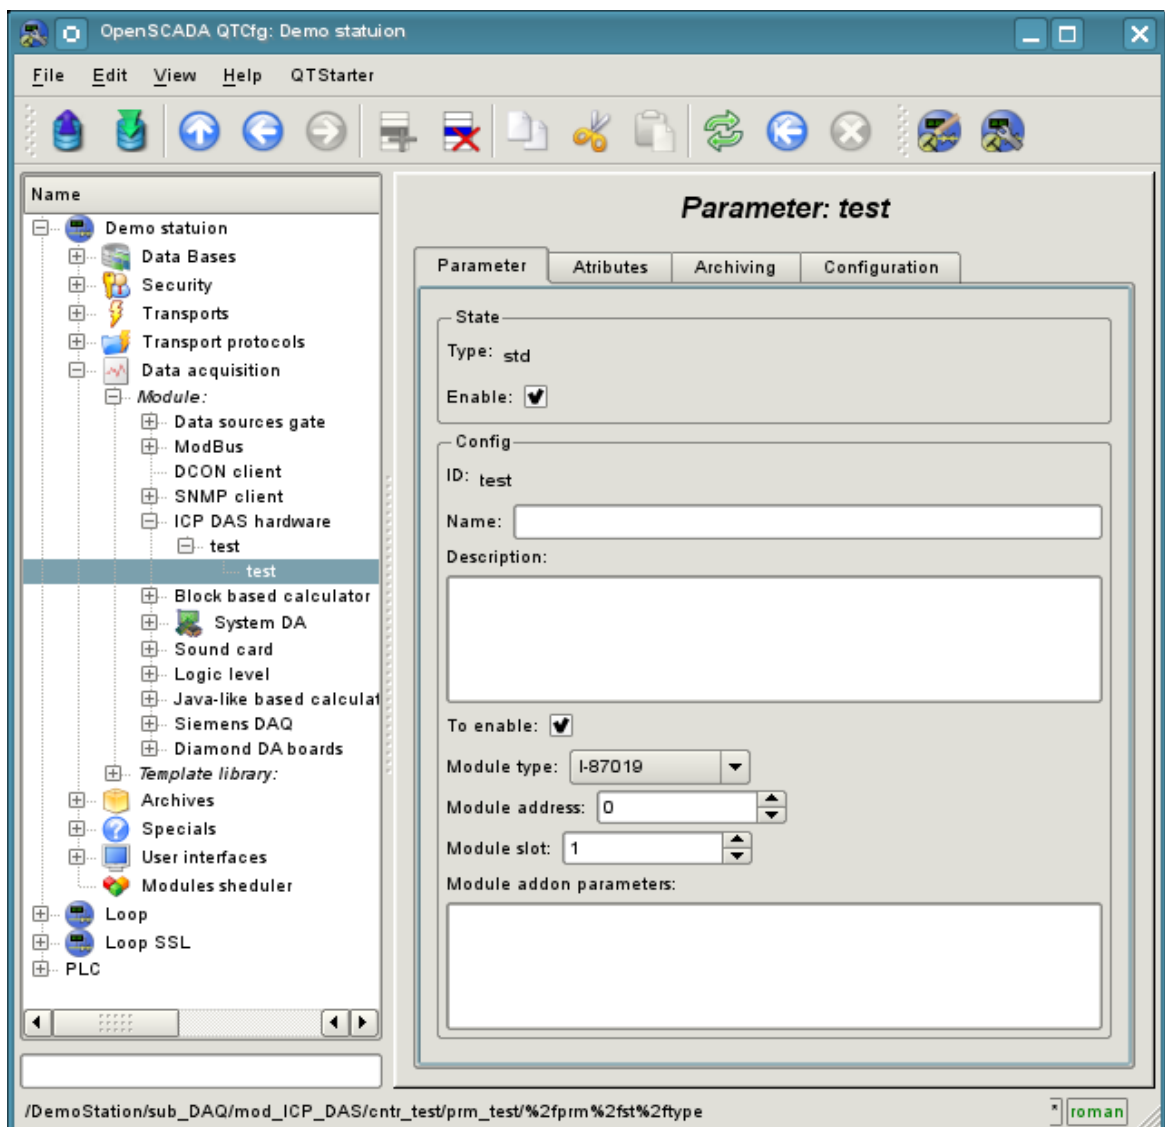 OpenSCADA QTCfg: Demo statuion
File Edit View Help QTStarter
Name
Demo statuion
Data Bases
Security
Transports
Transport protocols
Data acquisition
Module:
Data sources gate
ModBus
DCON client
SNMP client
ICP DAS hardware
test
test
Block based calculator
System DA
Sound card
Logic level
Java-like based calculat
Siemens DAQ
Diamond DA boards
Template library:
Archives
Specials
User interfaces
Modules sheduler
Loop
Loop SSL
PLC
Parameter: test
Parameter Atributes Archiving Configuration
State
Type: std
Enable:
Config
ID: test
Name:
Description:
To enable:
Module type: I-87019
Module address: 0
Module slot: 1
Module addon parameters:
/DemoStation/sub_DAQ/mod_ICP_DAS/cntr_test/prm_test/%2fprm%2fst%2ftype * roman